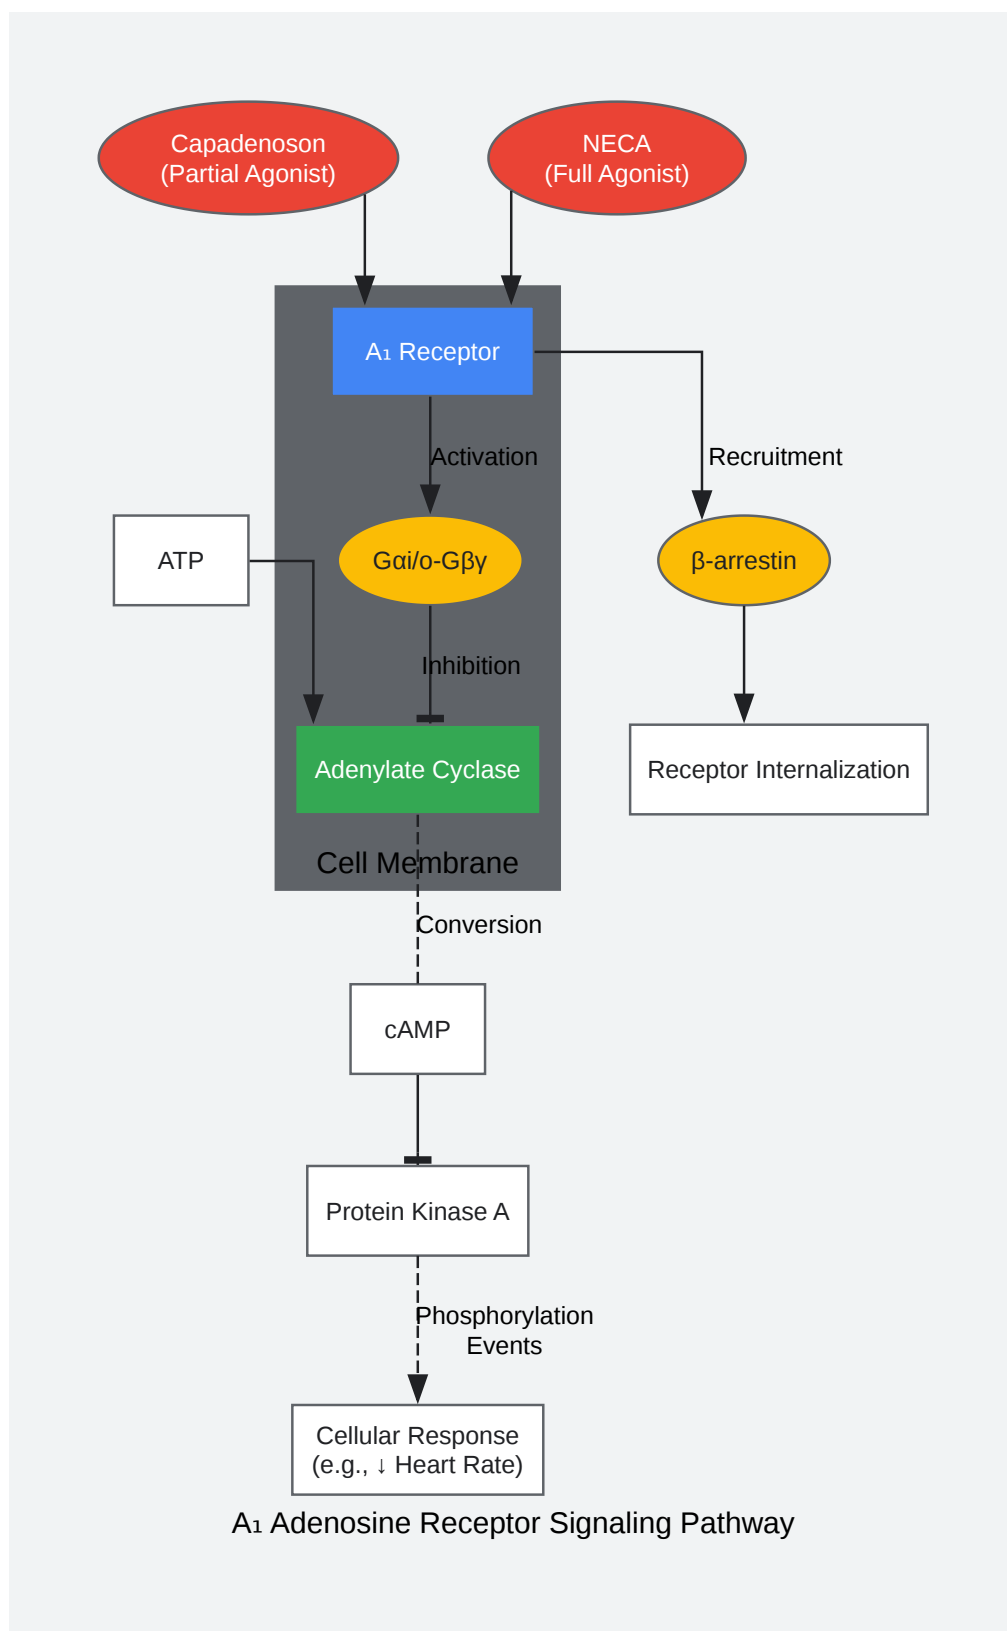 Capadenoson
(Partial Agonist)
NECA
(Full Agonist)
A₁ Receptor
Activation
Recruitment
ATP
Gαi/o-Gβγ
β-arrestin
Inhibition
Adenylate Cyclase
Receptor Internalization
Cell Membrane
Conversion
cAMP
Protein Kinase A
Phosphorylation
Events
Cellular Response
(e.g., ↓ Heart Rate)
A₁ Adenosine Receptor Signaling Pathway